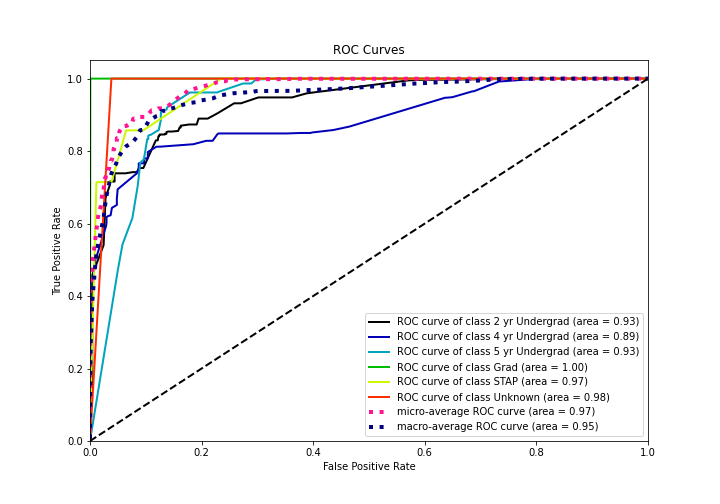 ROC Curves
True Positive Rate
1.0
0.8
0.6
0.4
0.2
0.0
ROC curve of class 2 yr Undergrad (area = 0.93)
ROC curve of class 4 yr Undergrad (area = 0.89)
ROC curve of class 5 yr Undergrad (area = 0.93)
ROC curve of class Grad (area = 1.00)
ROC curve of class STAP (area = 0.97)
ROC curve of class Unknown (area = 0.98)
micro-average ROC curve (area = 0.97)
macro-average ROC curve (area = 0.95)
0.0 0.2 0.4 0.6 0.8 1.0
False Positive Rate